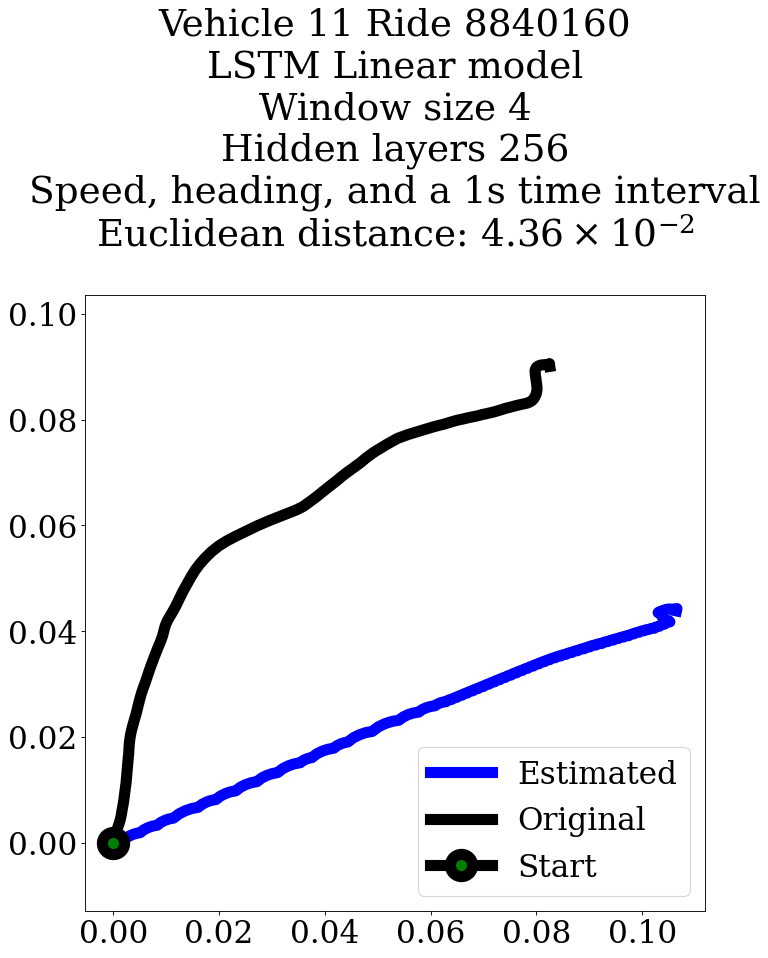 Vehicle 11 Ride 8840160
LSTM Linear model
Window size 4
Hidden layers 256
Speed, heading, and a 1s time interval
Euclidean distance: 4.36 × 10⁻²
0.10
0.08
0.06
0.04
0.02
0.00
Estimated
Original
Start
0.00 0.02 0.04 0.06 0.08 0.10